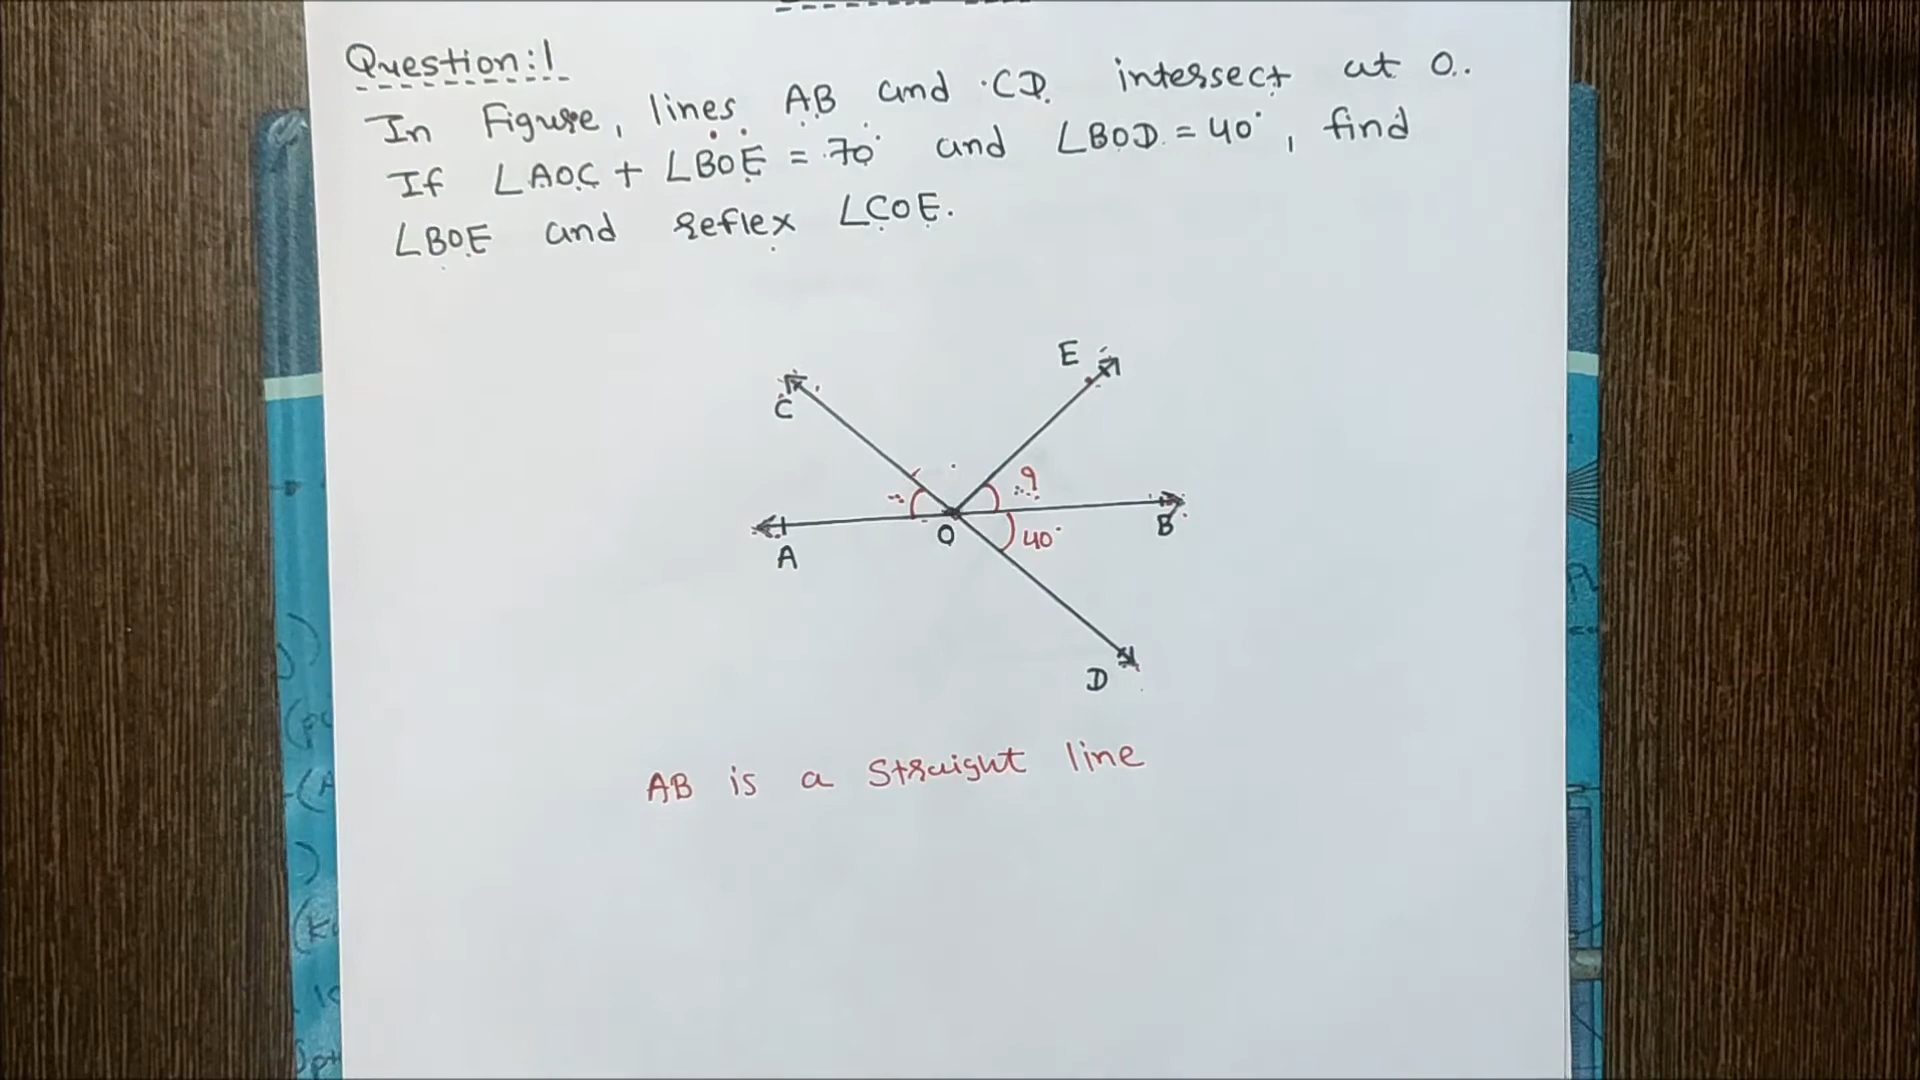 Question:1
In Figure, lines AB and CD intersect at O.
If ∠AOC + ∠BOE = 70° and ∠BOD = 40°, find
∠BOE and reflex ∠COE.
E
C
?
A
O
40°
B
D
AB is a straight line